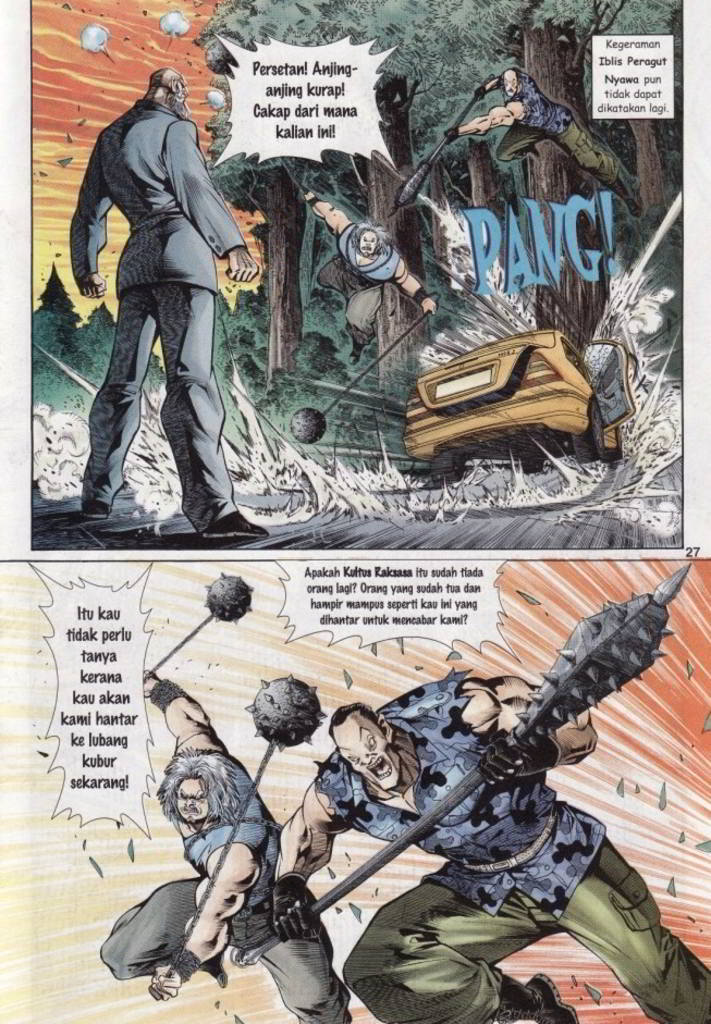 Persetan! Anjing-
anjing kurap!
Cakap dari mana
kalian ini!
Kegeraman
Iblis Peragut
Nyawa pun
tidak dapat
dikatakan lagi.
PANG!
27
Itu kau
tidak perlu
tanya
kerana
kau akan
kami hantar
ke lubang
kubur
sekarang!
Apakah Kultus Raksasa itu sudah tiada
orang lagi? Orang yang sudah tua dan
hampir mampus seperti kau ini yang
dihantar untuk mencabar kami?